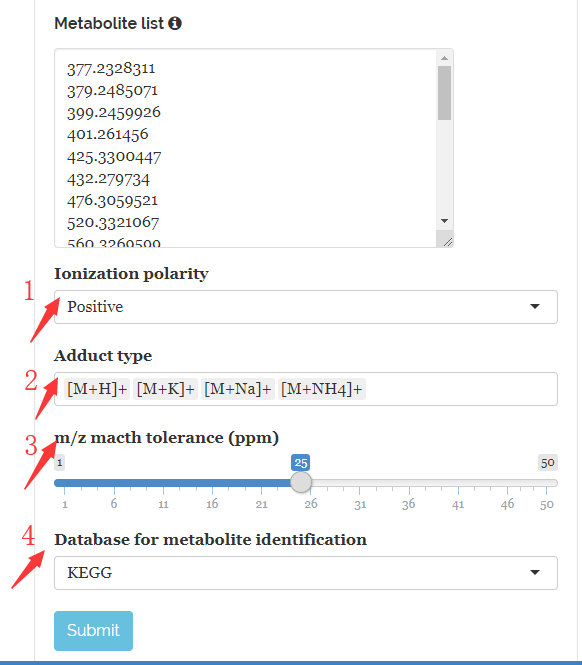 Metabolite list
377.2328311
379.2485071
399.2459926
401.261456
425.3300447
432.279734
476.3059521
520.3321067
560.3269599
1
Ionization polarity
Positive
Adduct type
2
[M+H]+ [M+K]+ [M+Na]+ [M+NH4]+
3
m/z macth tolerance (ppm)
1 25 50
1 6 11 16 21 26 31 36 41 46 50
4
Database for metabolite identification
KEGG
Submit